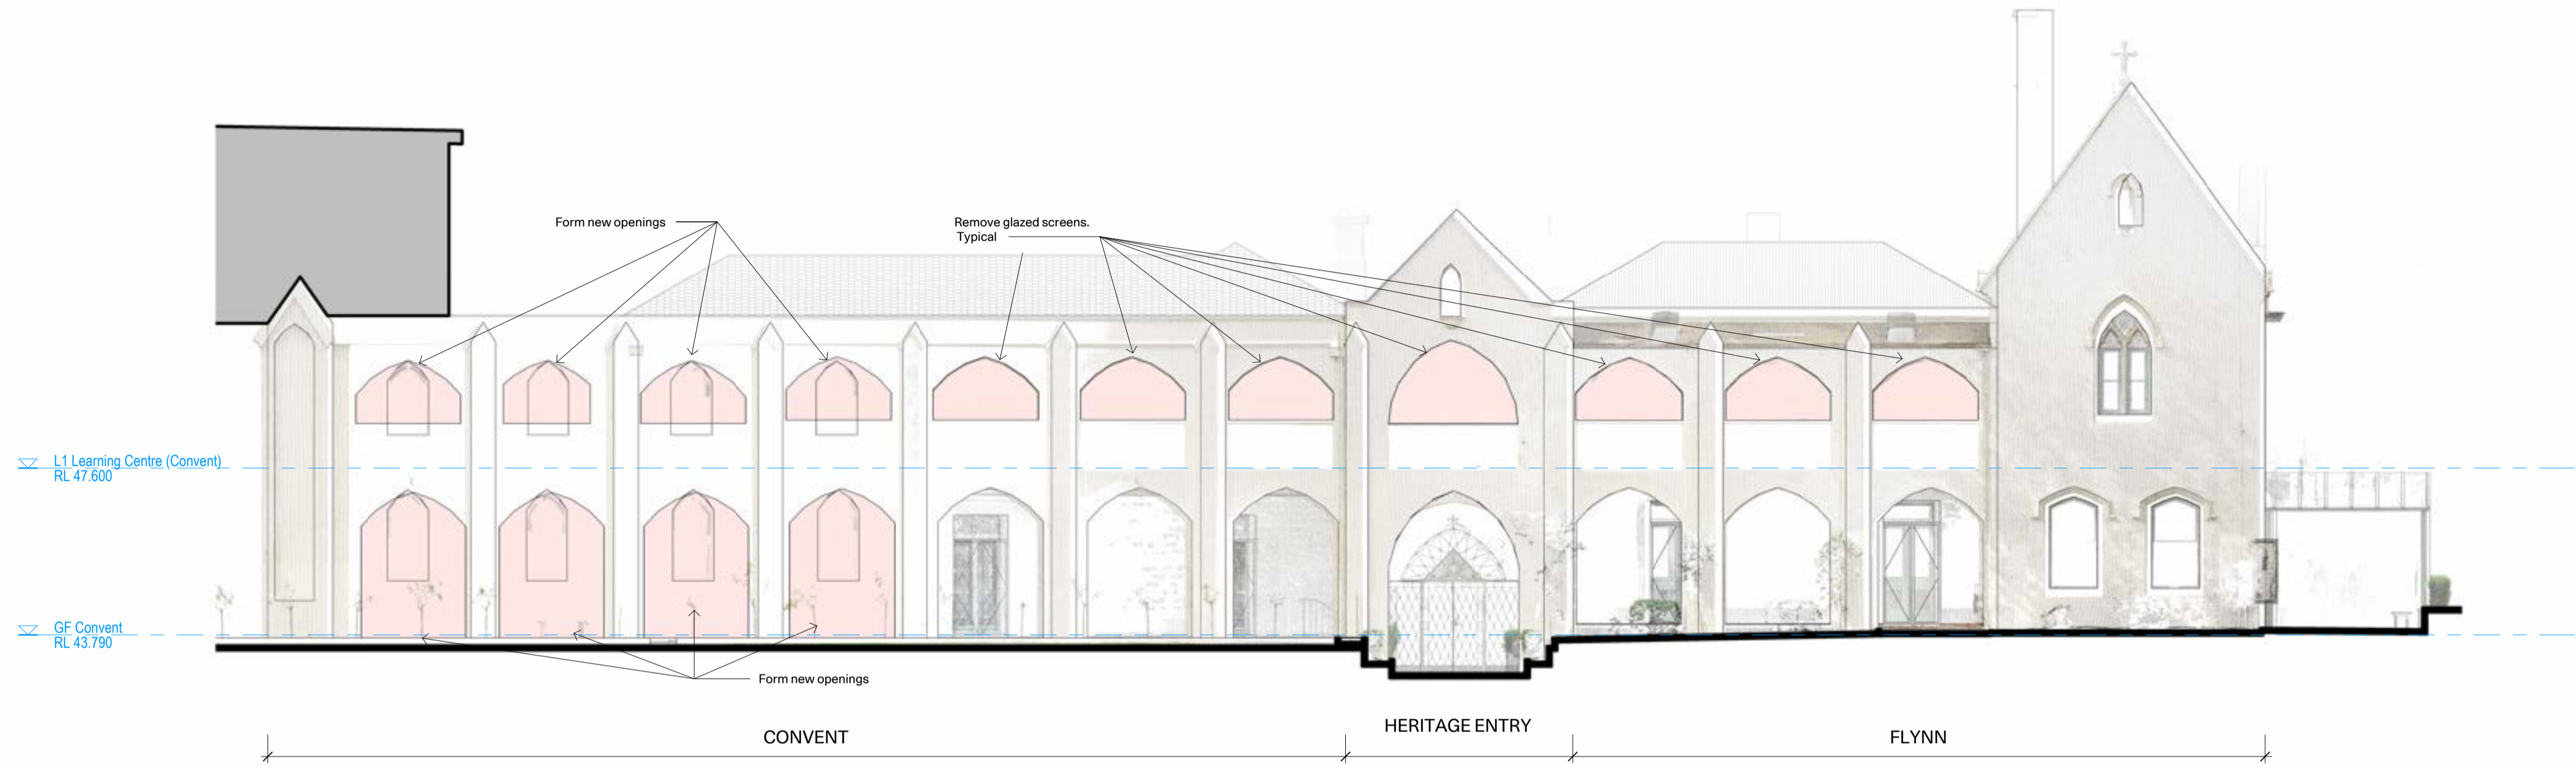 Form new openings
Remove glazed screens.
Typical
L1 Learning Centre (Convent)
RL 47.600
GF Convent
RL 43.790
Form new openings
CONVENT
HERITAGE ENTRY
FLYNN